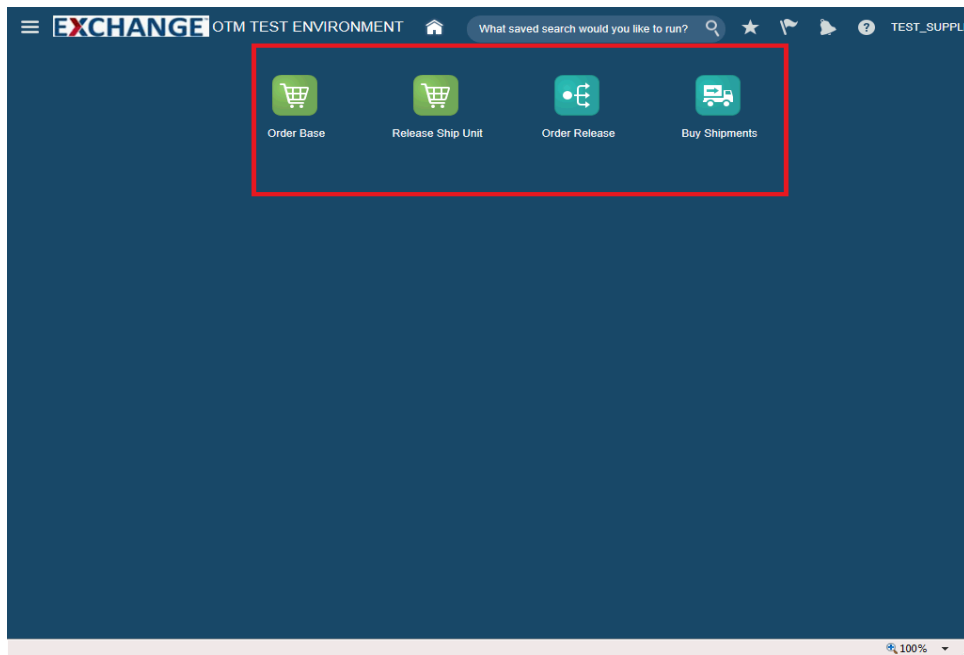 EXCHANGE OTM TEST ENVIRONMENT What saved search would you like to run? ? TEST_SUPPL
Order Base Release Ship Unit Order Release Buy Shipments
100%